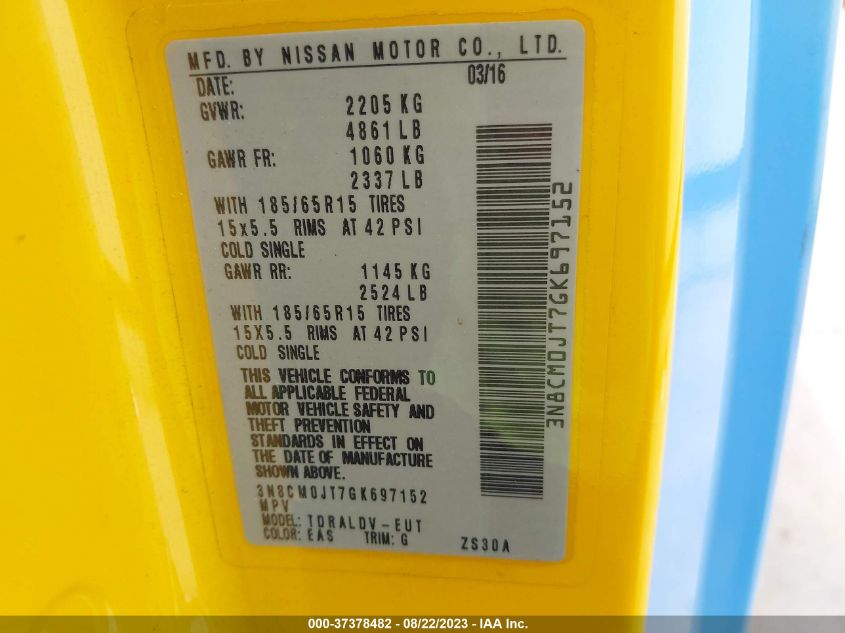 MFD. BY NISSAN MOTOR CO., LTD.
DATE: 03/16
GVWR: 2205 KG
4861 LB
GAWR FR: 1060 KG
2337 LB
WITH 185/65R15 TIRES
15x5.5 RIMS AT 42 PSI
COLD SINGLE
GAWR RR: 1145 KG
2524 LB
WITH 185/65R15 TIRES
15X5.5 RIMS AT 42 PSI
COLD SINGLE
THIS VEHICLE CONFORMS TO
ALL APPLICABLE FEDERAL
MOTOR VEHICLE SAFETY AND
THEFT PREVENTION
STANDARDS IN EFFECT ON
THE DATE OF MANUFACTURE
SHOWN ABOVE.
3N8CM0JT7GK697152
MPV
MODEL: TDRALDV-EUT
COLOR: EAS TRIM: G ZS30A
3N8CM0JT7GK697152
000-37378482 - 08/22/2023 - IAA Inc.